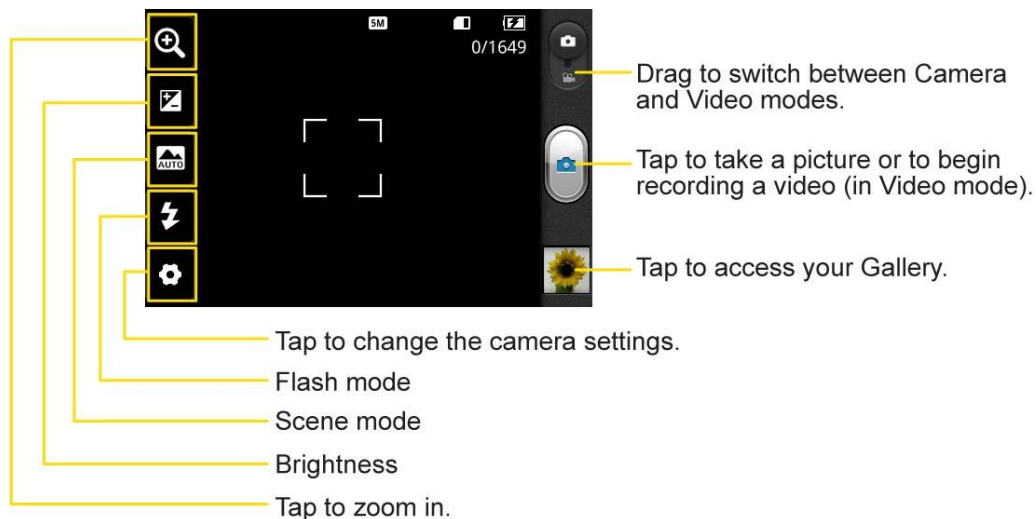 5M
0/1649
AUTO
Drag to switch between Camera
and Video modes.
Tap to take a picture or to begin
recording a video (in Video mode).
Tap to access your Gallery.
Tap to change the camera settings.
Flash mode
Scene mode
Brightness
Tap to zoom in.